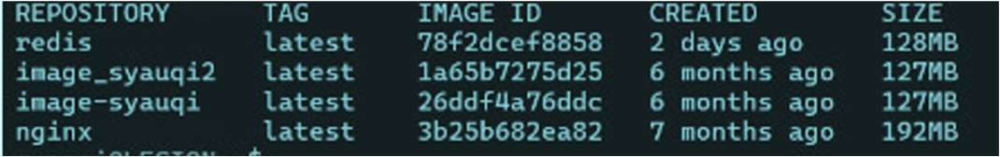 REPOSITORY TAG IMAGE ID CREATED SIZE
redis latest 78f2dcef8858 2 days ago 128MB
image_syauqi2 latest 1a65b7275d25 6 months ago 127MB
image-syauqi latest 26ddf4a76ddc 6 months ago 127MB
nginx latest 3b25b682ea82 7 months ago 192MB